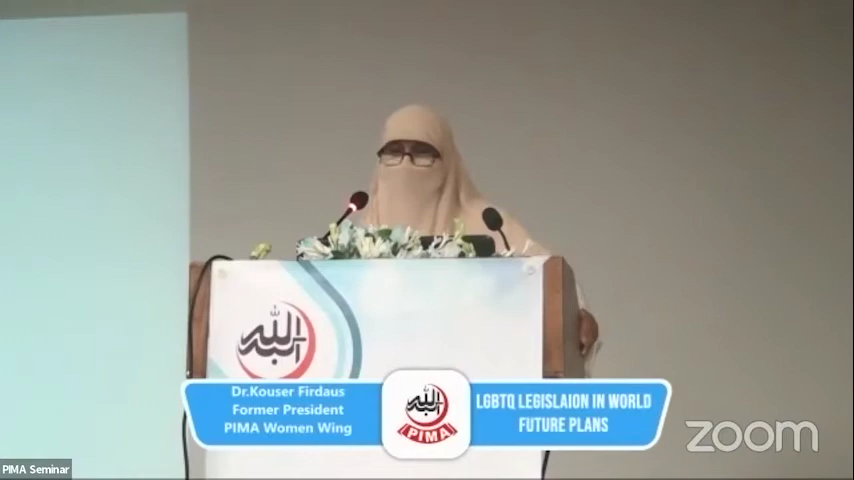 Dr.Kouser Firdaus
Former President
PIMA Women Wing
PIMA
LGBTQ LEGISLAION IN WORLD
FUTURE PLANS
zoom
PIMA Seminar